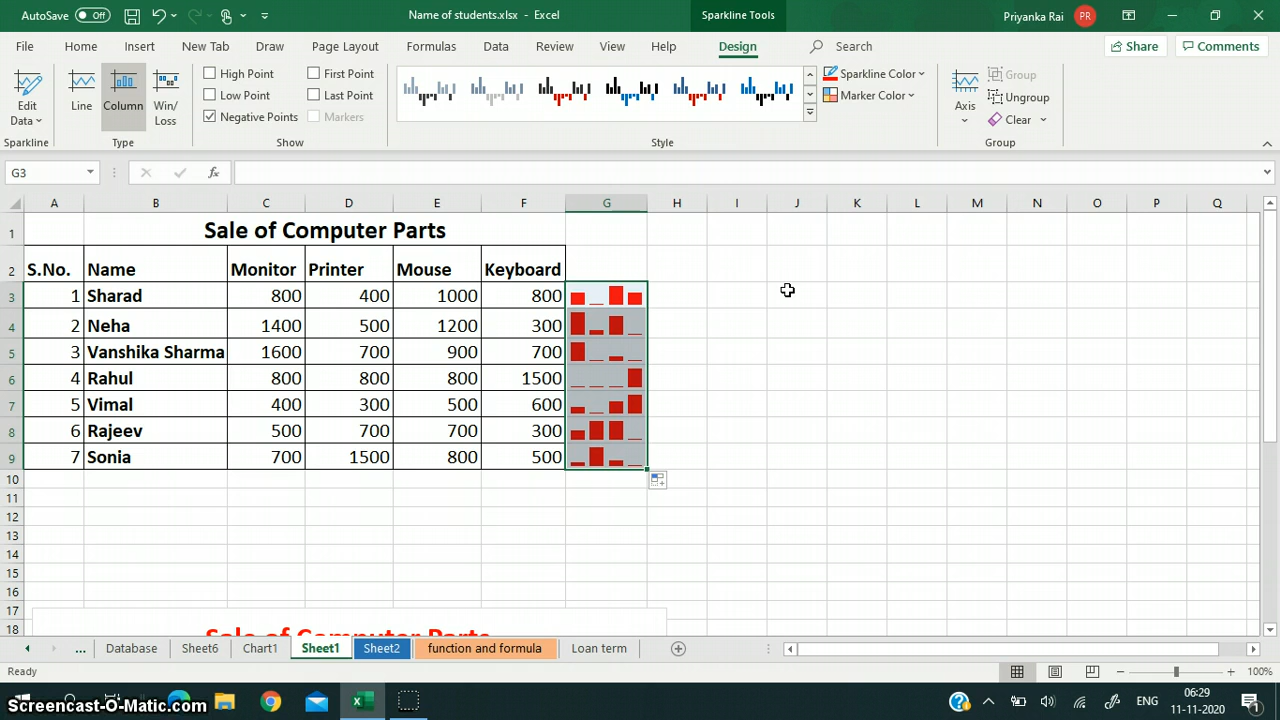 AutoSave Off Name of students.xlsx - Excel Sparkline Tools Priyanka Rai PR
File Home Insert New Tab Draw Page Layout Formulas Data Review View Help Design Search Share Comments
Edit Data
Line
Column
Win/ Loss
High Point First Point
Low Point Last Point
Negative Points Markers
Sparkline Color
Marker Color
Axis
Group
Ungroup
Clear
Sparkline Type Show Style Group
G3 fx
A B C D E F G H I J K L M N O P Q
1 Sale of Computer Parts
2 S.No. Name Monitor Printer Mouse Keyboard
3 1 Sharad 800 400 1000 800
4 2 Neha 1400 500 1200 300
5 3 Vanshika Sharma 1600 700 900 700
6 4 Rahul 800 800 800 1500
7 5 Vimal 400 300 500 600
8 6 Rajeev 500 700 700 300
9 7 Sonia 700 1500 800 500
10
11
12
13
14
15
16
17
18 Sale of Computer Parts
... Database Sheet6 Chart1 Sheet1 Sheet2 function and formula Loan term
Ready 100%
Screencast-O-Matic.com ENG 06:29
11-11-2020 1